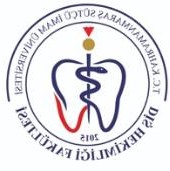 T.C. KAHRAMANMARAŞ SÜTÇÜ İMAM ÜNİVERSİTESİ
2015
DİŞ HEKİMLİĞİ FAKÜLTESİ